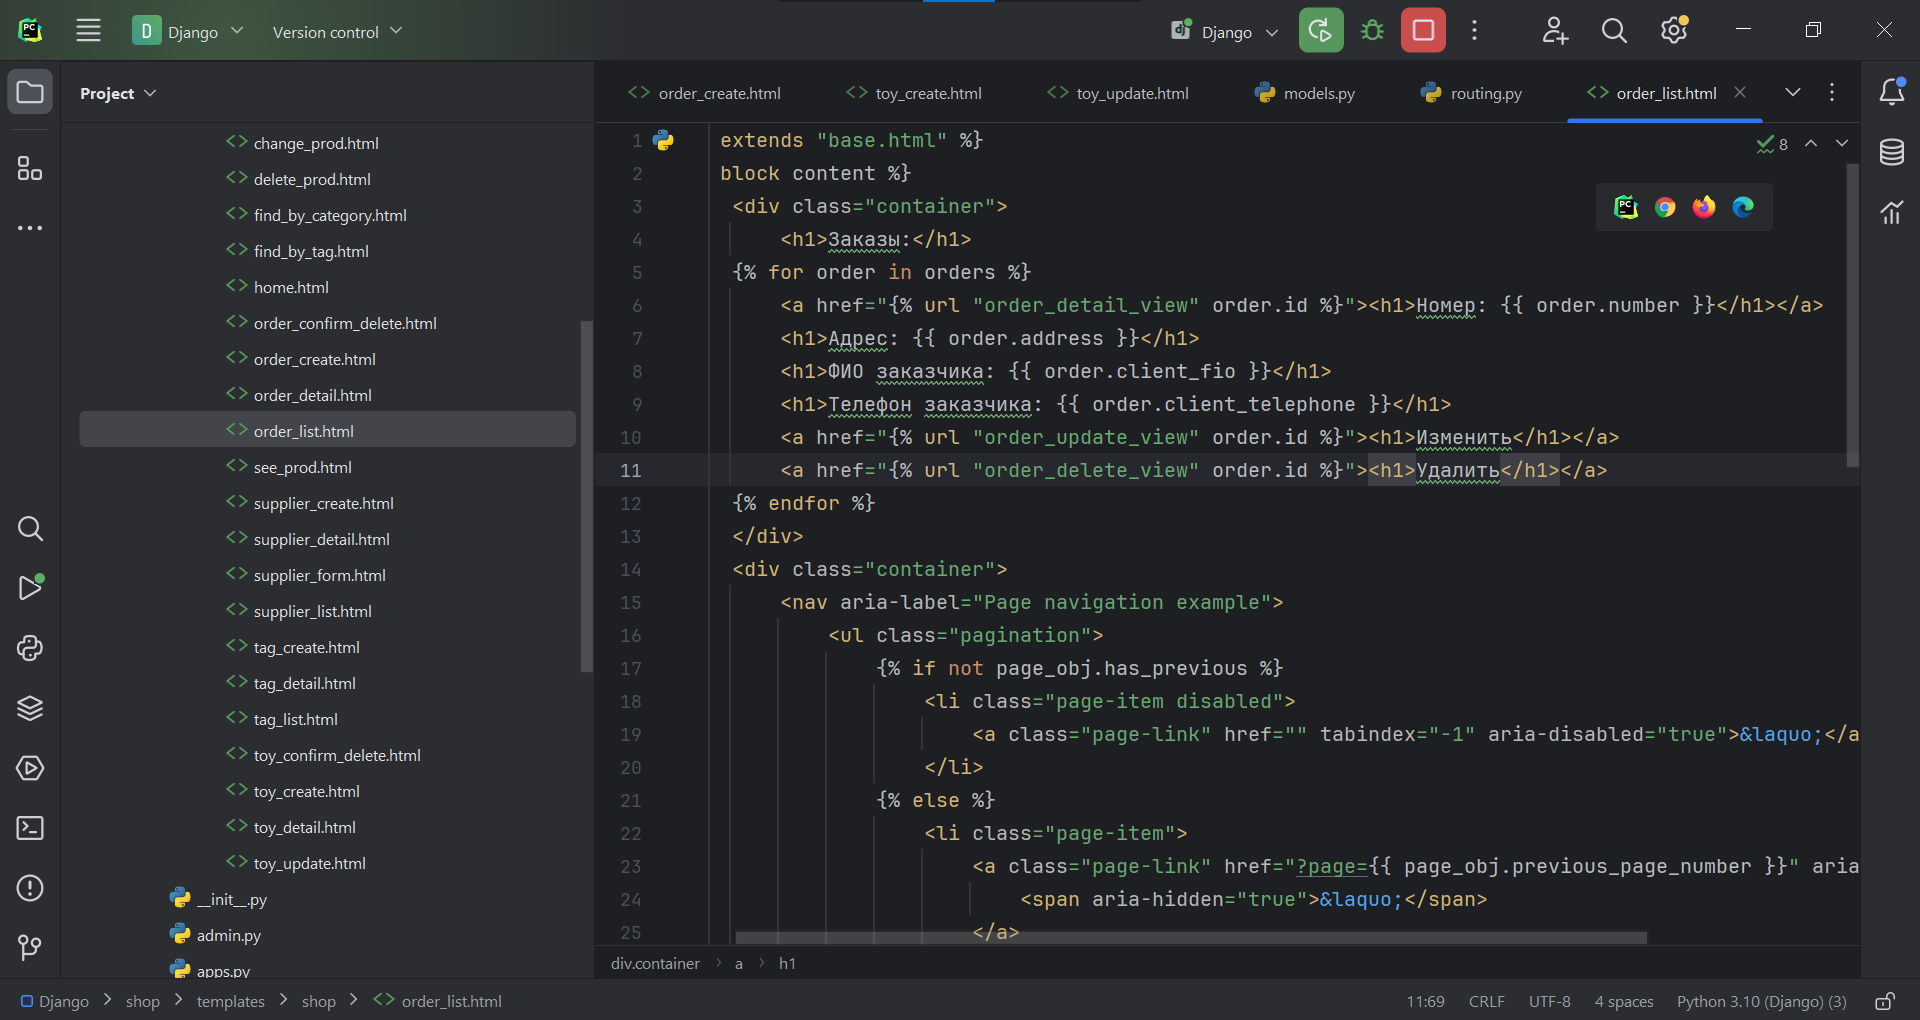 PC
D Django
Version control
dj Django
Project
order_create.html
toy_create.html
toy_update.html
models.py
routing.py
order_list.html
change_prod.html
delete_prod.html
find_by_category.html
find_by_tag.html
home.html
order_confirm_delete.html
order_create.html
order_detail.html
order_list.html
see_prod.html
supplier_create.html
supplier_detail.html
supplier_form.html
supplier_list.html
tag_create.html
tag_detail.html
tag_list.html
toy_confirm_delete.html
toy_create.html
toy_detail.html
toy_update.html
__init__.py
admin.py
apps.py
8
PC
1 extends "base.html" %}
2 block content %}
3 <div class="container">
4 <h1>Заказы:</h1>
5 {% for order in orders %}
6 <a href="{% url "order_detail_view" order.id %}"><h1>Номер: {{ order.number }}</h1></a>
7 <h1>Адрес: {{ order.address }}</h1>
8 <h1>ФИО заказчика: {{ order.client_fio }}</h1>
9 <h1>Телефон заказчика: {{ order.client_telephone }}</h1>
10 <a href="{% url "order_update_view" order.id %}"><h1>Изменить</h1></a>
11 <a href="{% url "order_delete_view" order.id %}"><h1>Удалить</h1></a>
12 {% endfor %}
13 </div>
14 <div class="container">
15 <nav aria-label="Page navigation example">
16 <ul class="pagination">
17 {% if not page_obj.has_previous %}
18 <li class="page-item disabled">
19 <a class="page-link" href="" tabindex="-1" aria-disabled="true">&laquo;</a
20 </li>
21 {% else %}
22 <li class="page-item">
23 <a class="page-link" href="?page={{ page_obj.previous_page_number }}" aria
24 <span aria-hidden="true">&laquo;</span>
25 </a>
div.container > a > h1
Django > shop > templates > shop > order_list.html
11:69 CRLF UTF-8 4 spaces Python 3.10 (Django) (3)